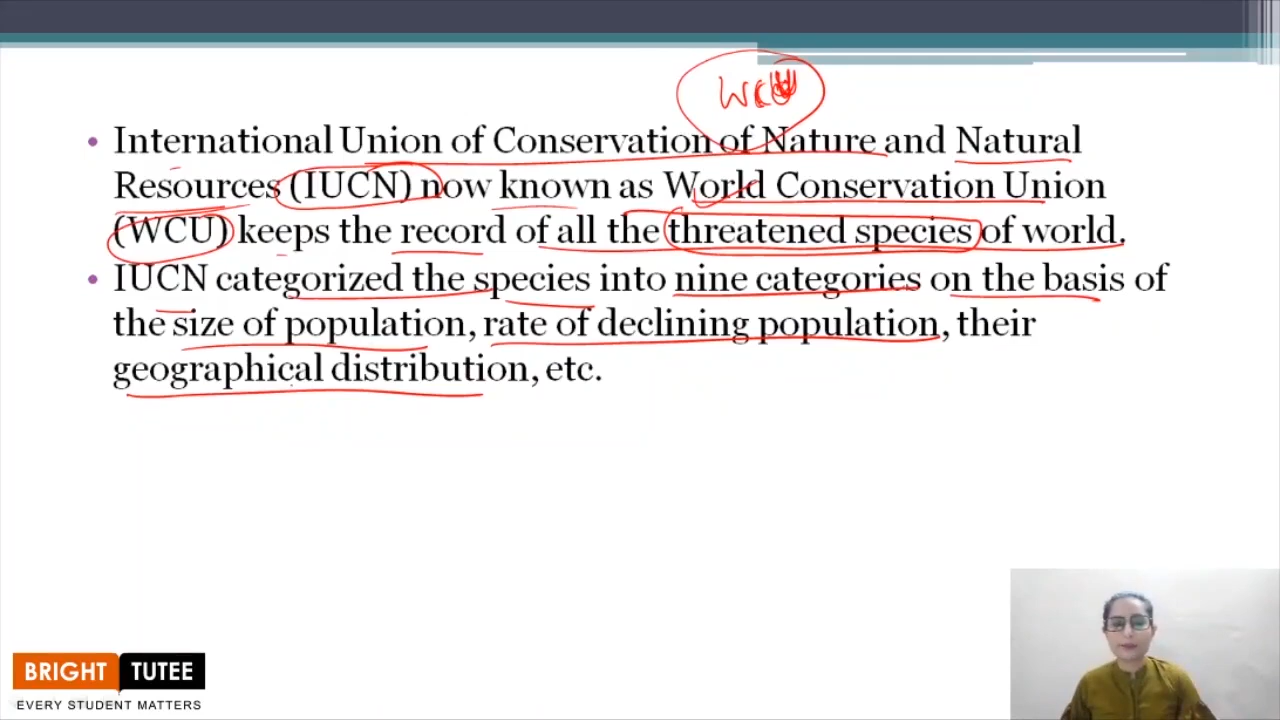 WCU
• International Union of Conservation of Nature and Natural
Resources (IUCN) now known as World Conservation Union
(WCU) keeps the record of all the threatened species of world.
• IUCN categorized the species into nine categories on the basis of
the size of population, rate of declining population, their
geographical distribution, etc.
BRIGHT TUTEE
EVERY STUDENT MATTERS